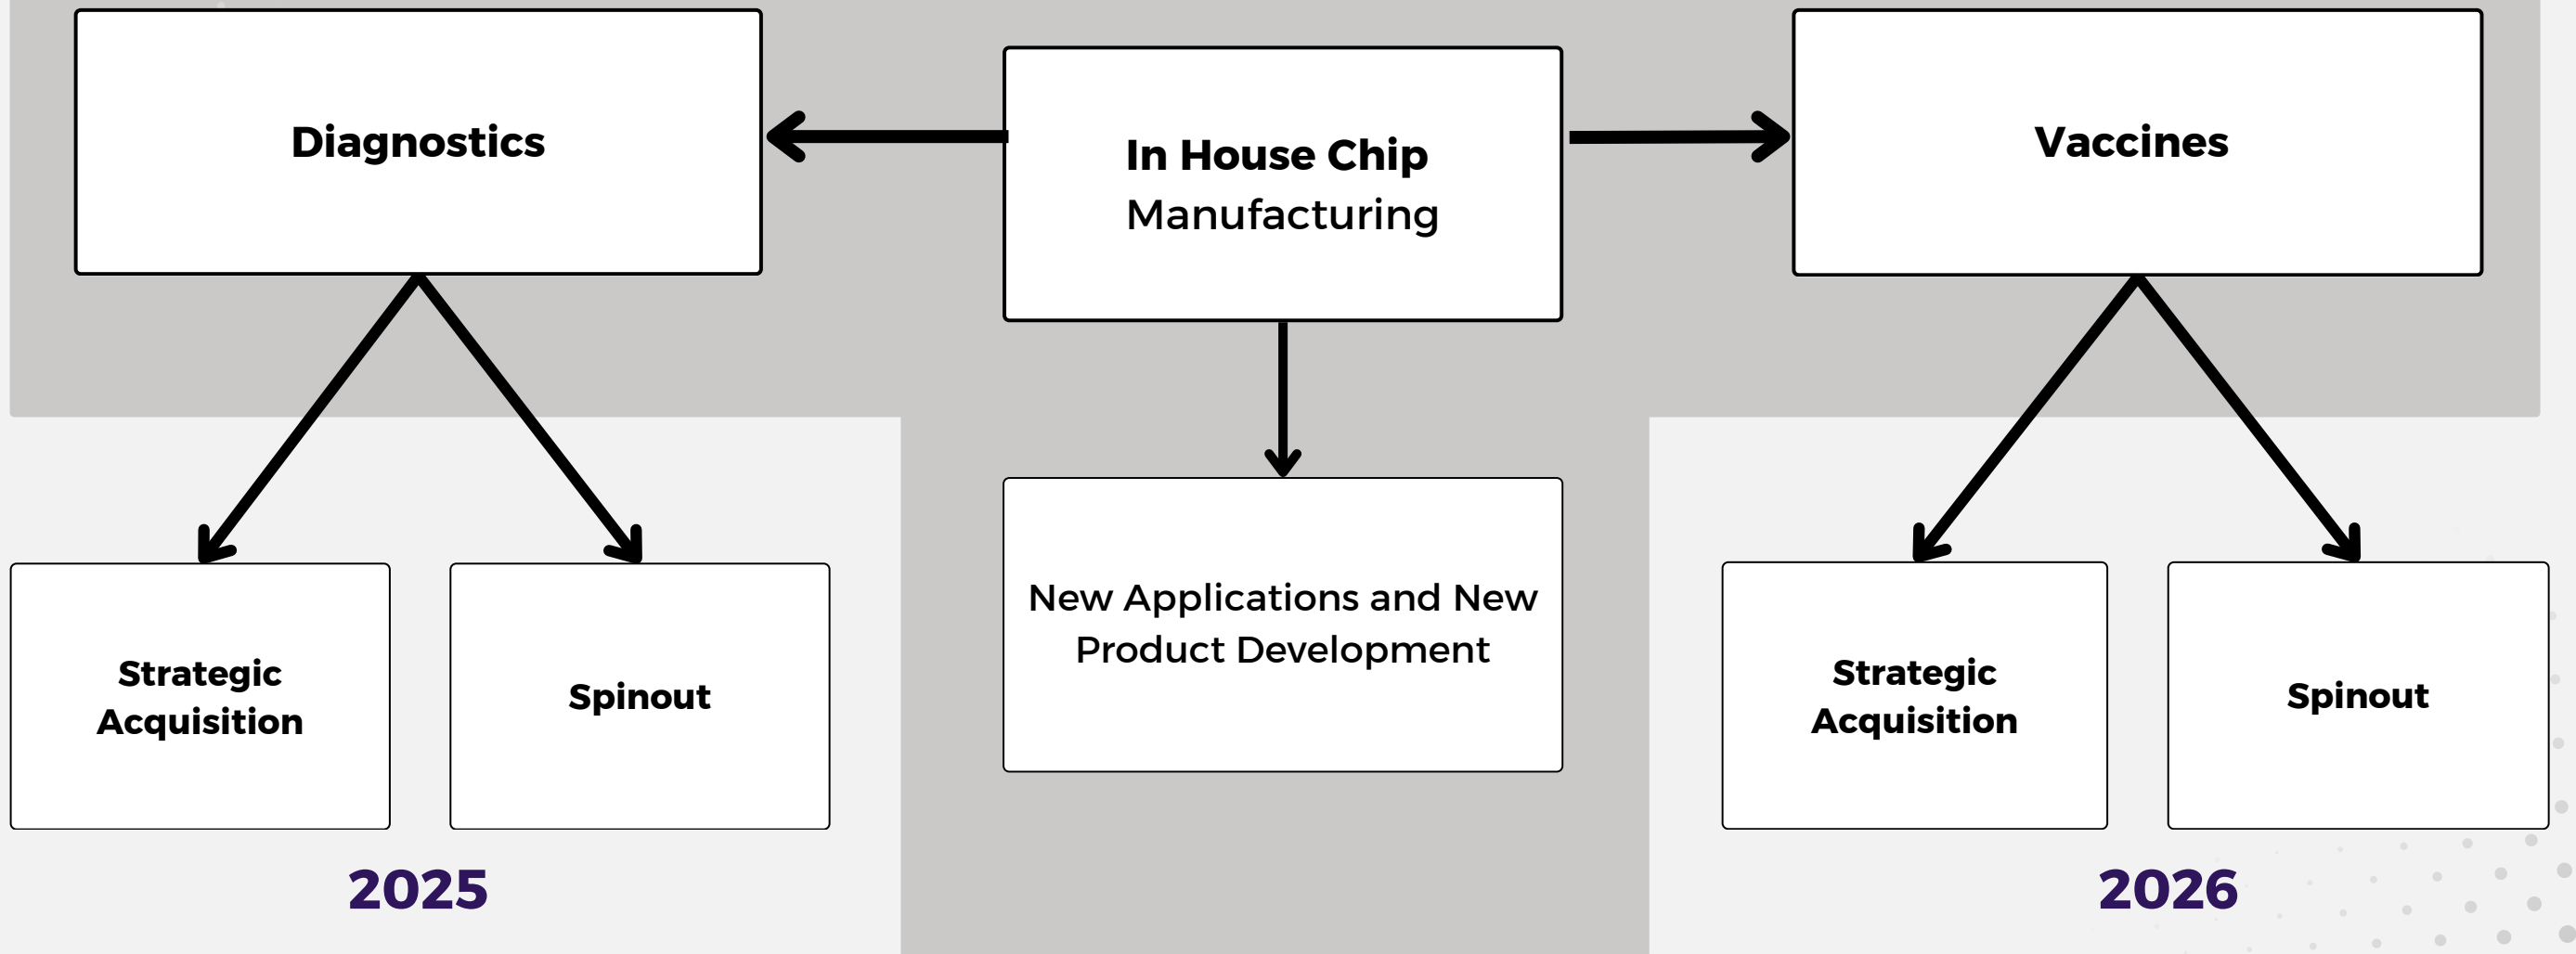 Diagnostics
In House Chip
Manufacturing
Vaccines
Strategic
Acquisition
Spinout
New Applications and New
Product Development
Strategic
Acquisition
Spinout
2025
2026